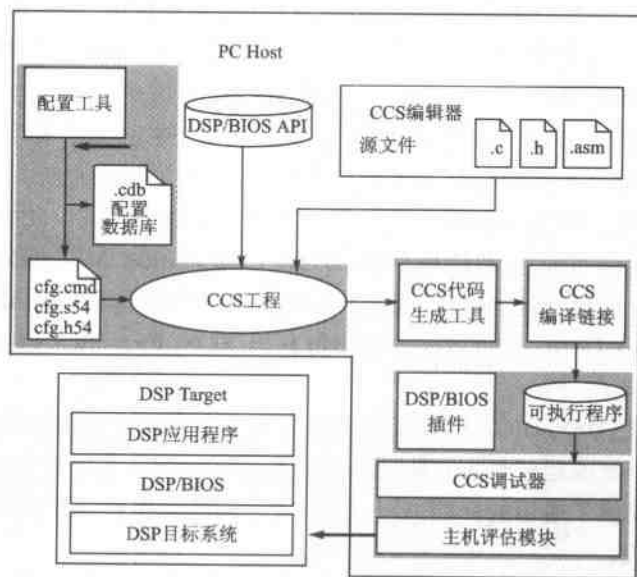 PC Host
配置工具
DSP/BIOS API
CCS编辑器
源文件
.c
.h
.asm
.cdb
配置
数据库
cfg.cmd
cfg.s54
cfg.h54
CCS工程
CCS代码
生成工具
CCS
编译链接
DSP Target
DSP应用程序
DSP/BIOS
DSP目标系统
DSP/BIOS
插件
可执行程序
CCS调试器
主机评估模块